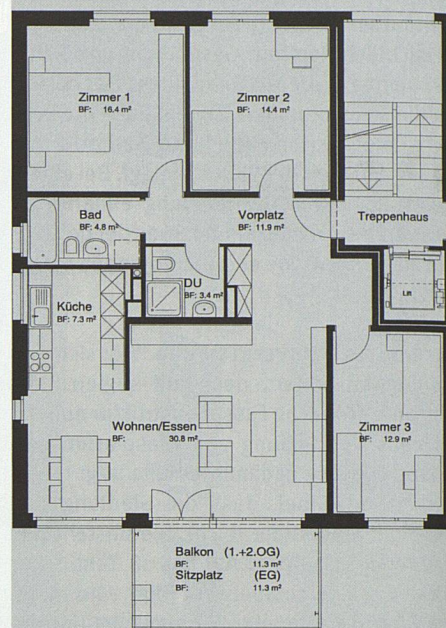 Zimmer 1
BF: 16.4 m²
Zimmer 2
BF: 14.4 m²
Bad
BF: 4.8 m²
Vorplatz
BF: 11.9 m²
Treppenhaus
DU
BF: 3.4 m²
Lift
Küche
BF: 7.3 m²
Wohnen/Essen
BF: 30.8 m²
Zimmer 3
BF: 12.9 m²
Balkon (1.+2.OG)
BF: 11.3 m²
Sitzplatz (EG)
BF: 11.3 m²